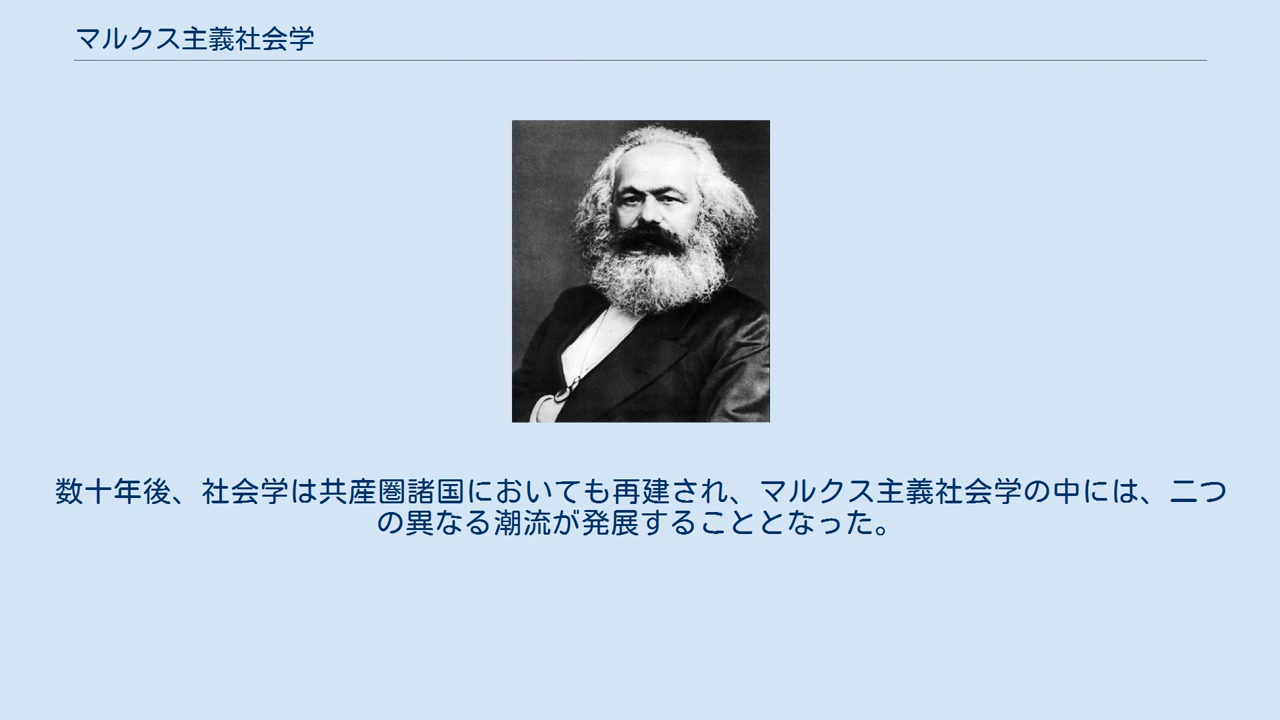 マルクス主義社会学
数十年後、社会学は共産圏諸国においても再建され、マルクス主義社会学の中には、二つ
の異なる潮流が発展することとなった。